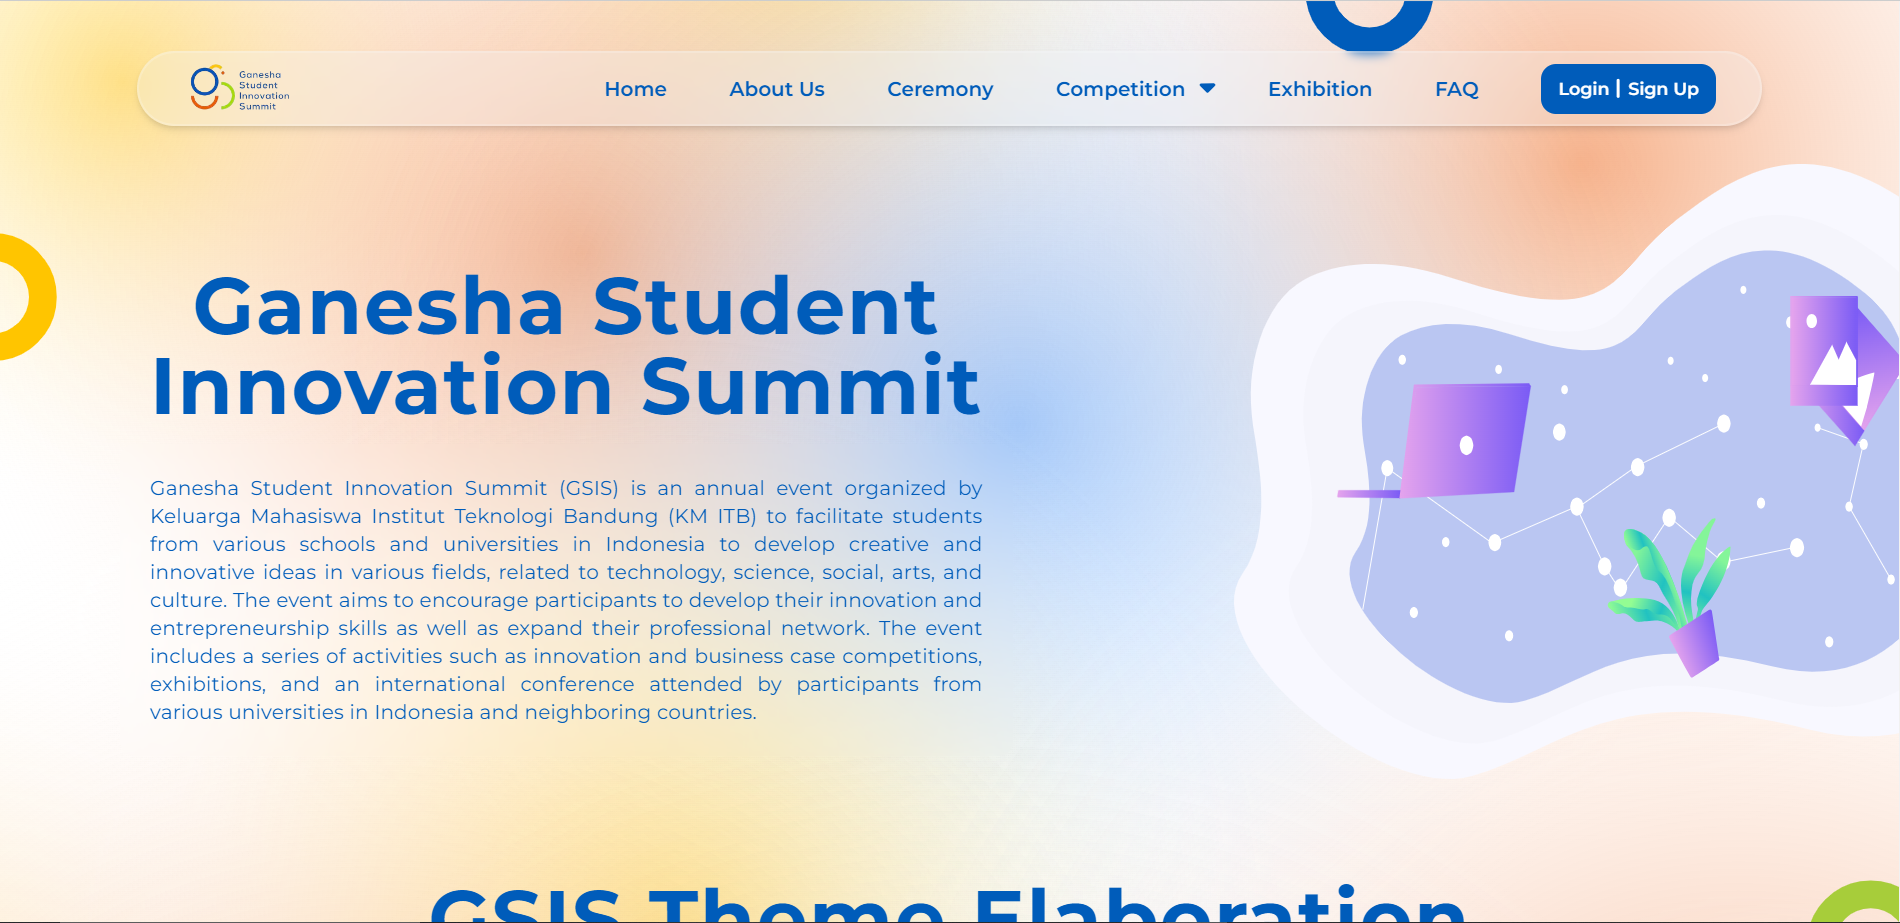 Ganesha
Student
Innovation
Summit
Home
About Us
Ceremony
Competition
Exhibition
FAQ
Login | Sign Up
Ganesha Student
Innovation Summit
Ganesha Student Innovation Summit (GSIS) is an annual event organized by
Keluarga Mahasiswa Institut Teknologi Bandung (KM ITB) to facilitate students
from various schools and universities in Indonesia to develop creative and
innovative ideas in various fields, related to technology, science, social, arts, and
culture. The event aims to encourage participants to develop their innovation and
entrepreneurship skills as well as expand their professional network. The event
includes a series of activities such as innovation and business case competitions,
exhibitions, and an international conference attended by participants from
various universities in Indonesia and neighboring countries.
GSIS Theme Elaboration